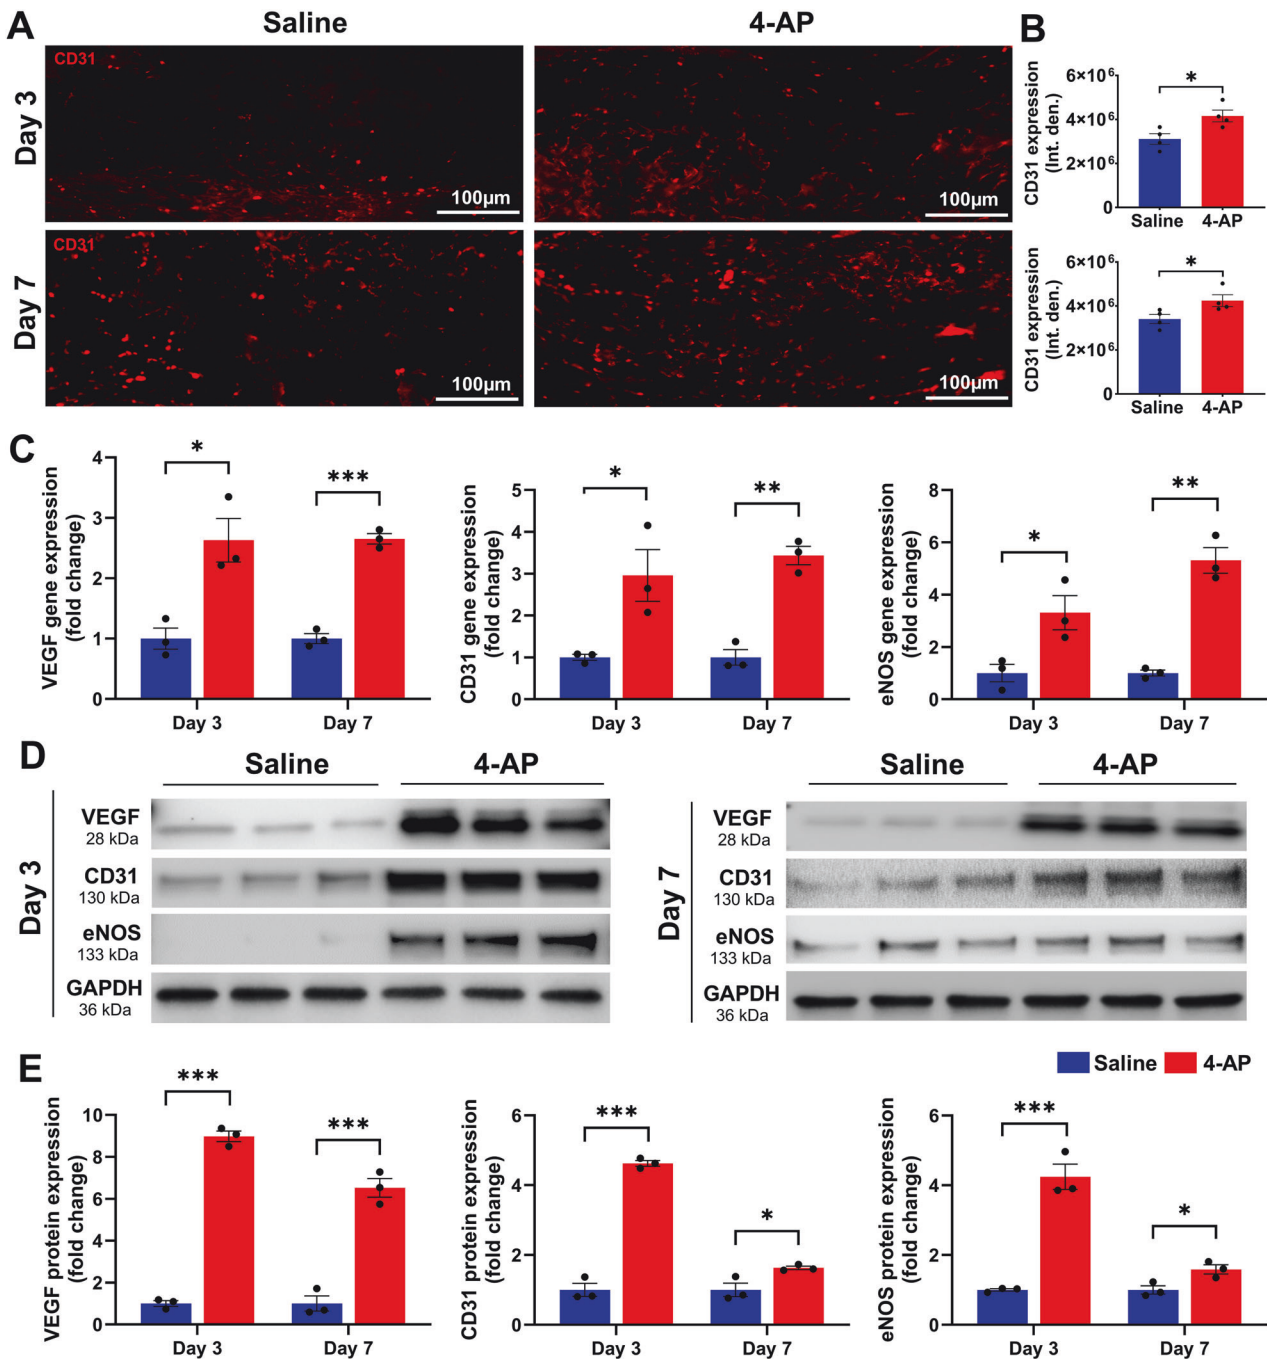 A
Saline
4-AP
B
Day 3
CD31
100µm
100µm
Day 7
CD31
100µm
100µm
CD31 expression
(Int. den.)
6×10⁶
4×10⁶
2×10⁶
0
*
Saline
4-AP
CD31 expression
(Int. den.)
6×10⁶
4×10⁶
2×10⁶
0
*
Saline
4-AP
C
VEGF gene expression
(fold change)
4
3
2
1
0
*
***
Day 3
Day 7
CD31 gene expression
(fold change)
5
4
3
2
1
0
*
**
Day 3
Day 7
eNOS gene expression
(fold change)
8
6
4
2
0
*
**
Day 3
Day 7
D
Day 3
Saline
4-AP
VEGF
28 kDa
CD31
130 kDa
eNOS
133 kDa
GAPDH
36 kDa
Day 7
Saline
4-AP
VEGF
28 kDa
CD31
130 kDa
eNOS
133 kDa
GAPDH
36 kDa
Saline
4-AP
E
VEGF protein expression
(fold change)
10
8
6
4
2
0
***
***
Day 3
Day 7
CD31 protein expression
(fold change)
6
4
2
0
***
*
Day 3
Day 7
eNOS protein expression
(fold change)
6
4
2
0
***
*
Day 3
Day 7